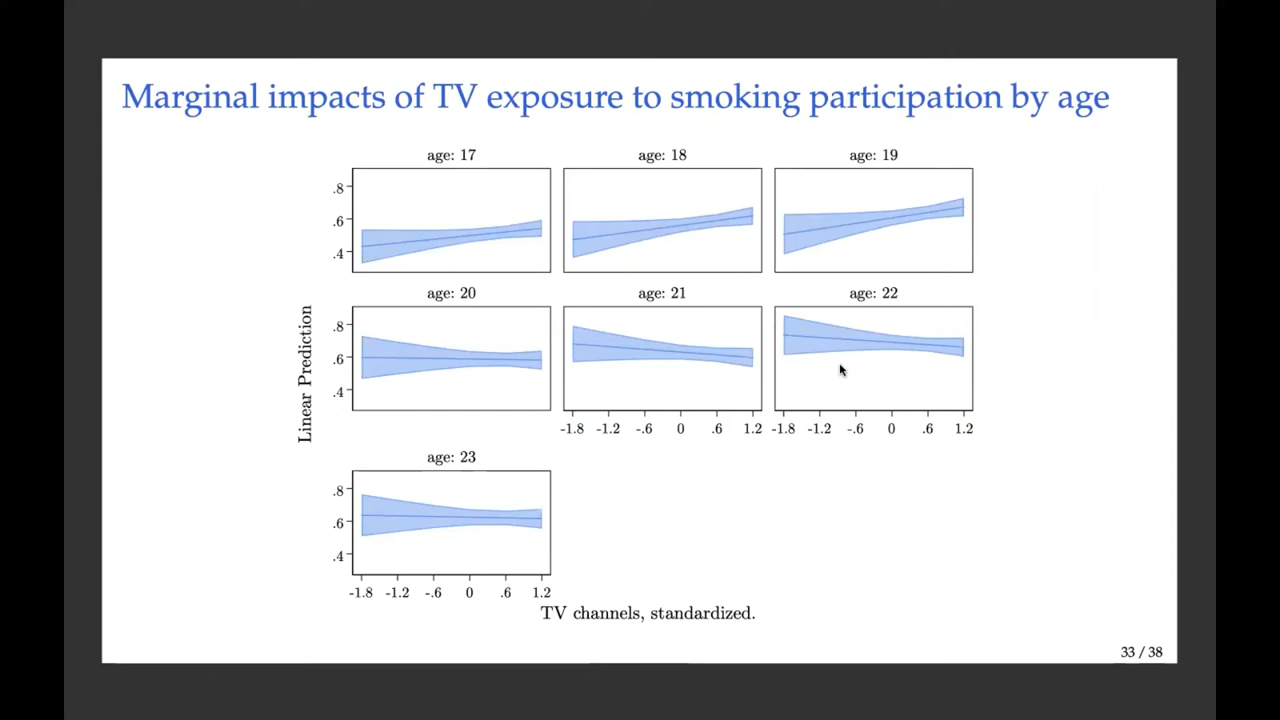 Marginal impacts of TV exposure to smoking participation by age
age: 17 age: 18 age: 19
.8
.6
.4
age: 20 age: 21 age: 22
.8
.6
.4
Linear Prediction
-1.8 -1.2 -.6 0 .6 1.2 -1.8 -1.2 -.6 0 .6 1.2
age: 23
.8
.6
.4
-1.8 -1.2 -.6 0 .6 1.2
TV channels, standardized.
33 / 38